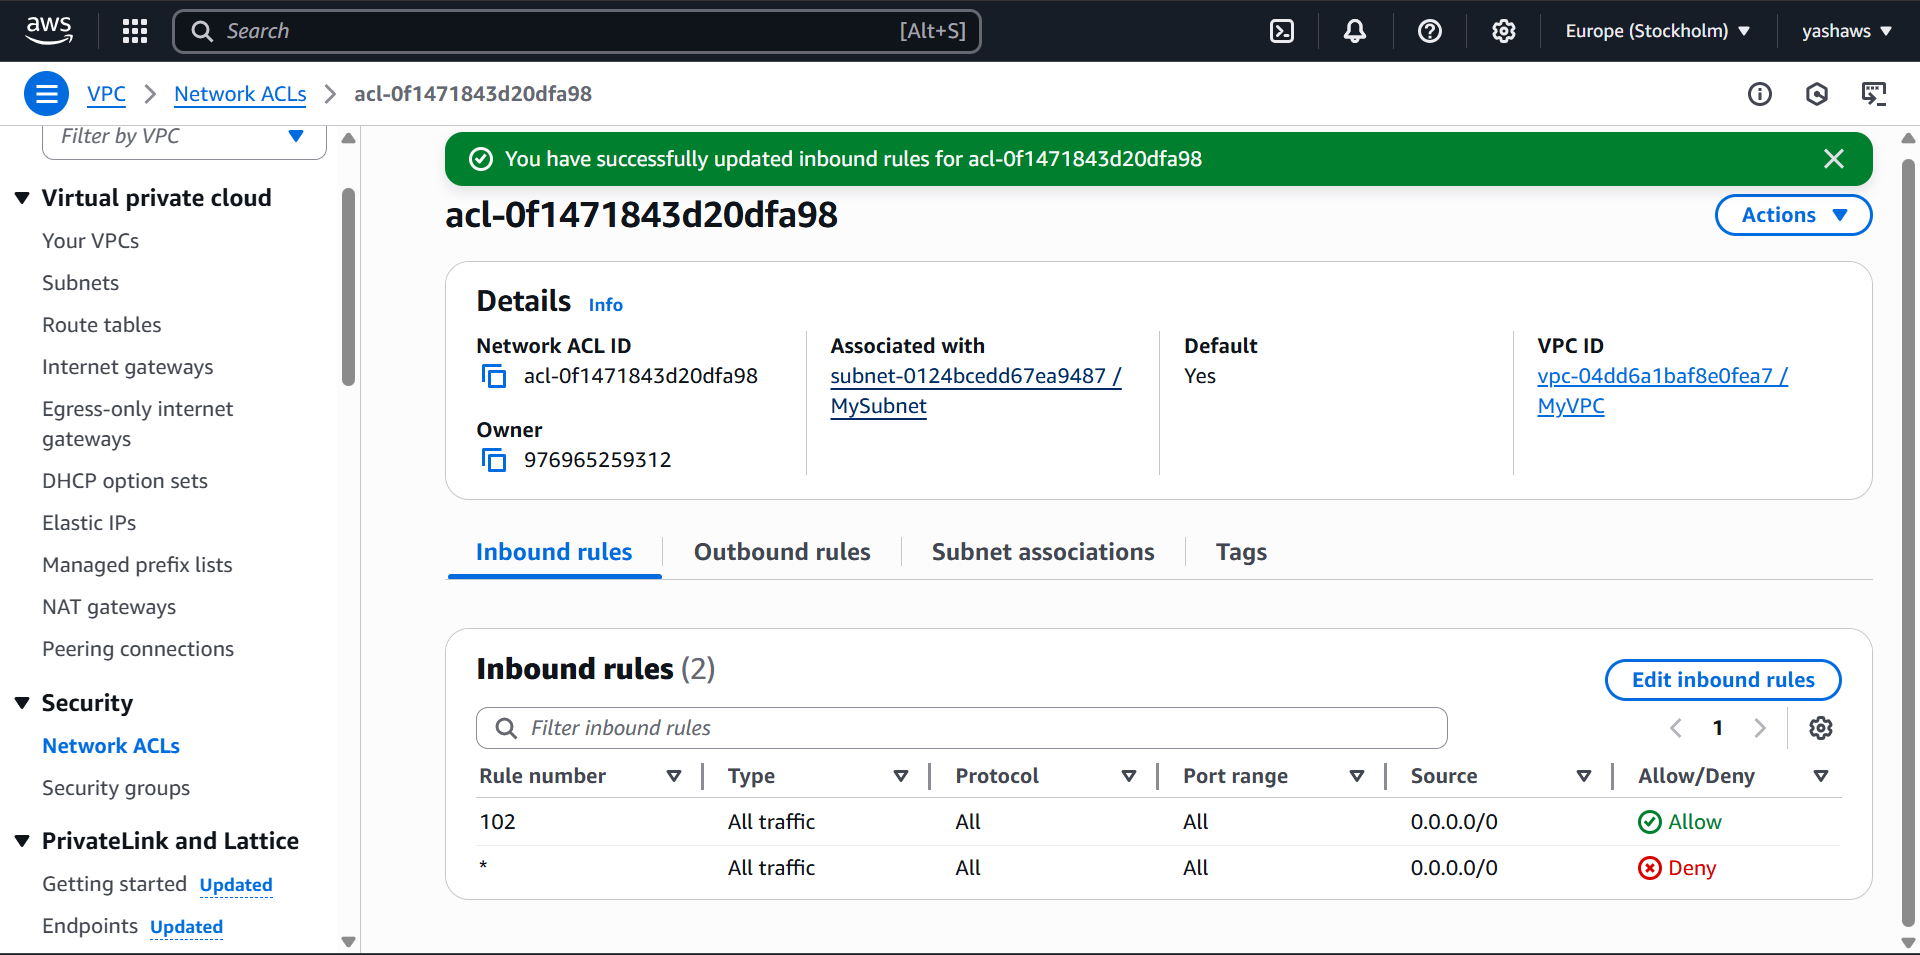 aws
Search [Alt+S]
Europe (Stockholm)
yashaws
VPC
Network ACLs
acl-0f1471843d20dfa98
Filter by VPC
Virtual private cloud
Your VPCs
Subnets
Route tables
Internet gateways
Egress-only internet
gateways
DHCP option sets
Elastic IPs
Managed prefix lists
NAT gateways
Peering connections
Security
Network ACLs
Security groups
PrivateLink and Lattice
Getting started Updated
Endpoints Updated
You have successfully updated inbound rules for acl-0f1471843d20dfa98
acl-0f1471843d20dfa98
Actions
Details Info
Network ACL ID
acl-0f1471843d20dfa98
Owner
976965259312
Associated with
subnet-0124bcedd67ea9487 /
MySubnet
Default
Yes
VPC ID
vpc-04dd6a1baf8e0fea7 /
MyVPC
Inbound rules
Outbound rules
Subnet associations
Tags
Inbound rules (2)
Edit inbound rules
Filter inbound rules
1
Rule number Type Protocol Port range Source Allow/Deny
102 All traffic All All 0.0.0.0/0 Allow
* All traffic All All 0.0.0.0/0 Deny